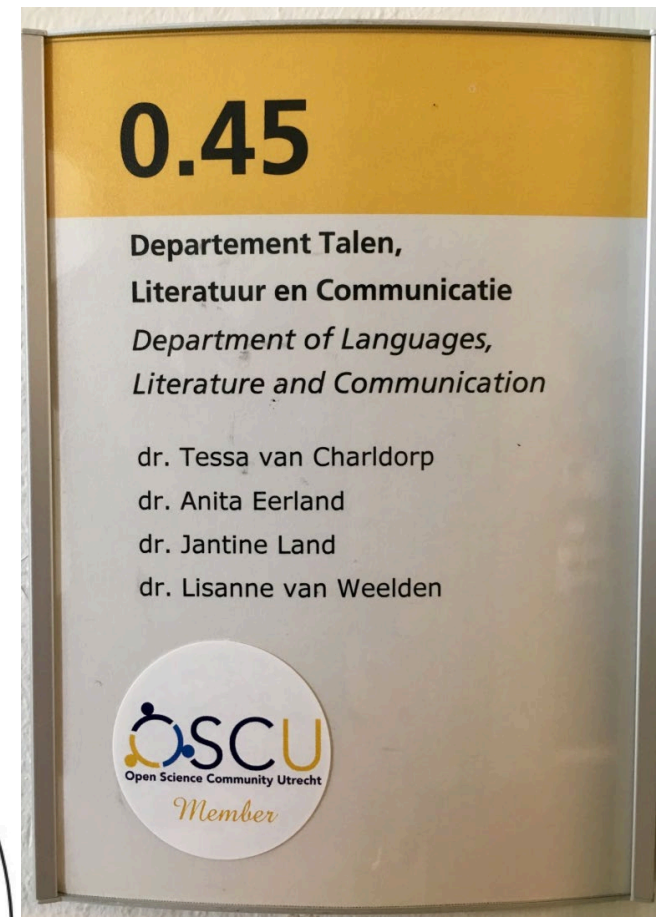 0.45
Departement Talen,
Literatuur en Communicatie
Department of Languages,
Literature and Communication
dr. Tessa van Charldorp
dr. Anita Eerland
dr. Jantine Land
dr. Lisanne van Weelden
OSCU
Open Science Community Utrecht
Member